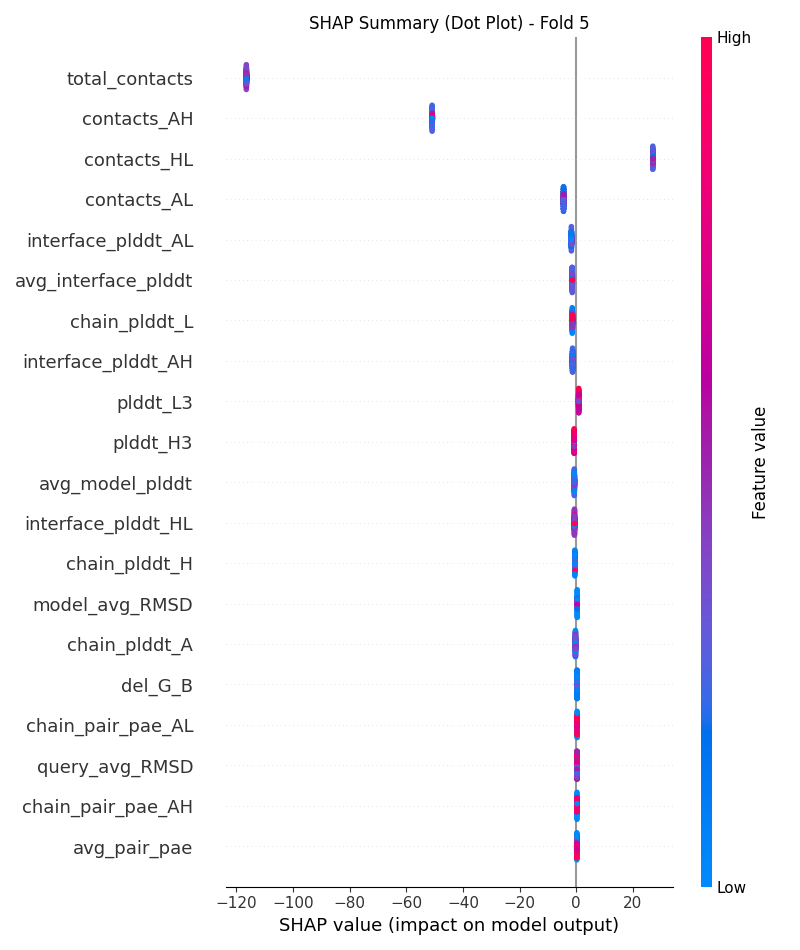 SHAP Summary (Dot Plot) - Fold 5
High
total_contacts
contacts_AH
contacts_HL
contacts_AL
interface_plddt_AL
avg_interface_plddt
chain_plddt_L
interface_plddt_AH
plddt_L3
plddt_H3
avg_model_plddt
interface_plddt_HL
chain_plddt_H
model_avg_RMSD
chain_plddt_A
del_G_B
chain_pair_pae_AL
query_avg_RMSD
chain_pair_pae_AH
avg_pair_pae
Feature value
Low
−120 −100 −80 −60 −40 −20 0 20
SHAP value (impact on model output)